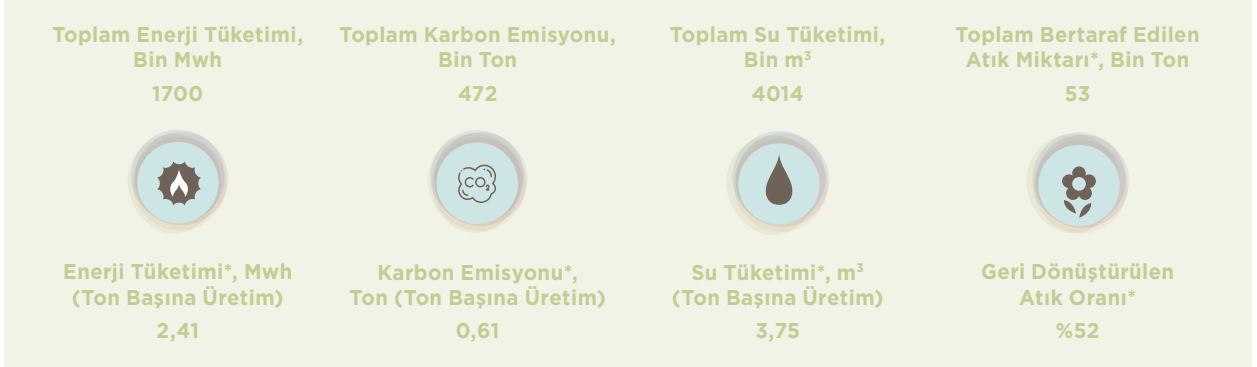 Toplam Enerji Tüketimi,
Bin Mwh
1700
Toplam Karbon Emisyonu,
Bin Ton
472
Toplam Su Tüketimi,
Bin m³
4014
Toplam Bertaraf Edilen
Atık Miktarı*, Bin Ton
53
CO₂
Enerji Tüketimi*, Mwh
(Ton Başına Üretim)
2,41
Karbon Emisyonu*,
Ton (Ton Başına Üretim)
0,61
Su Tüketimi*, m³
(Ton Başına Üretim)
3,75
Geri Dönüştürülen
Atık Oranı*
%52